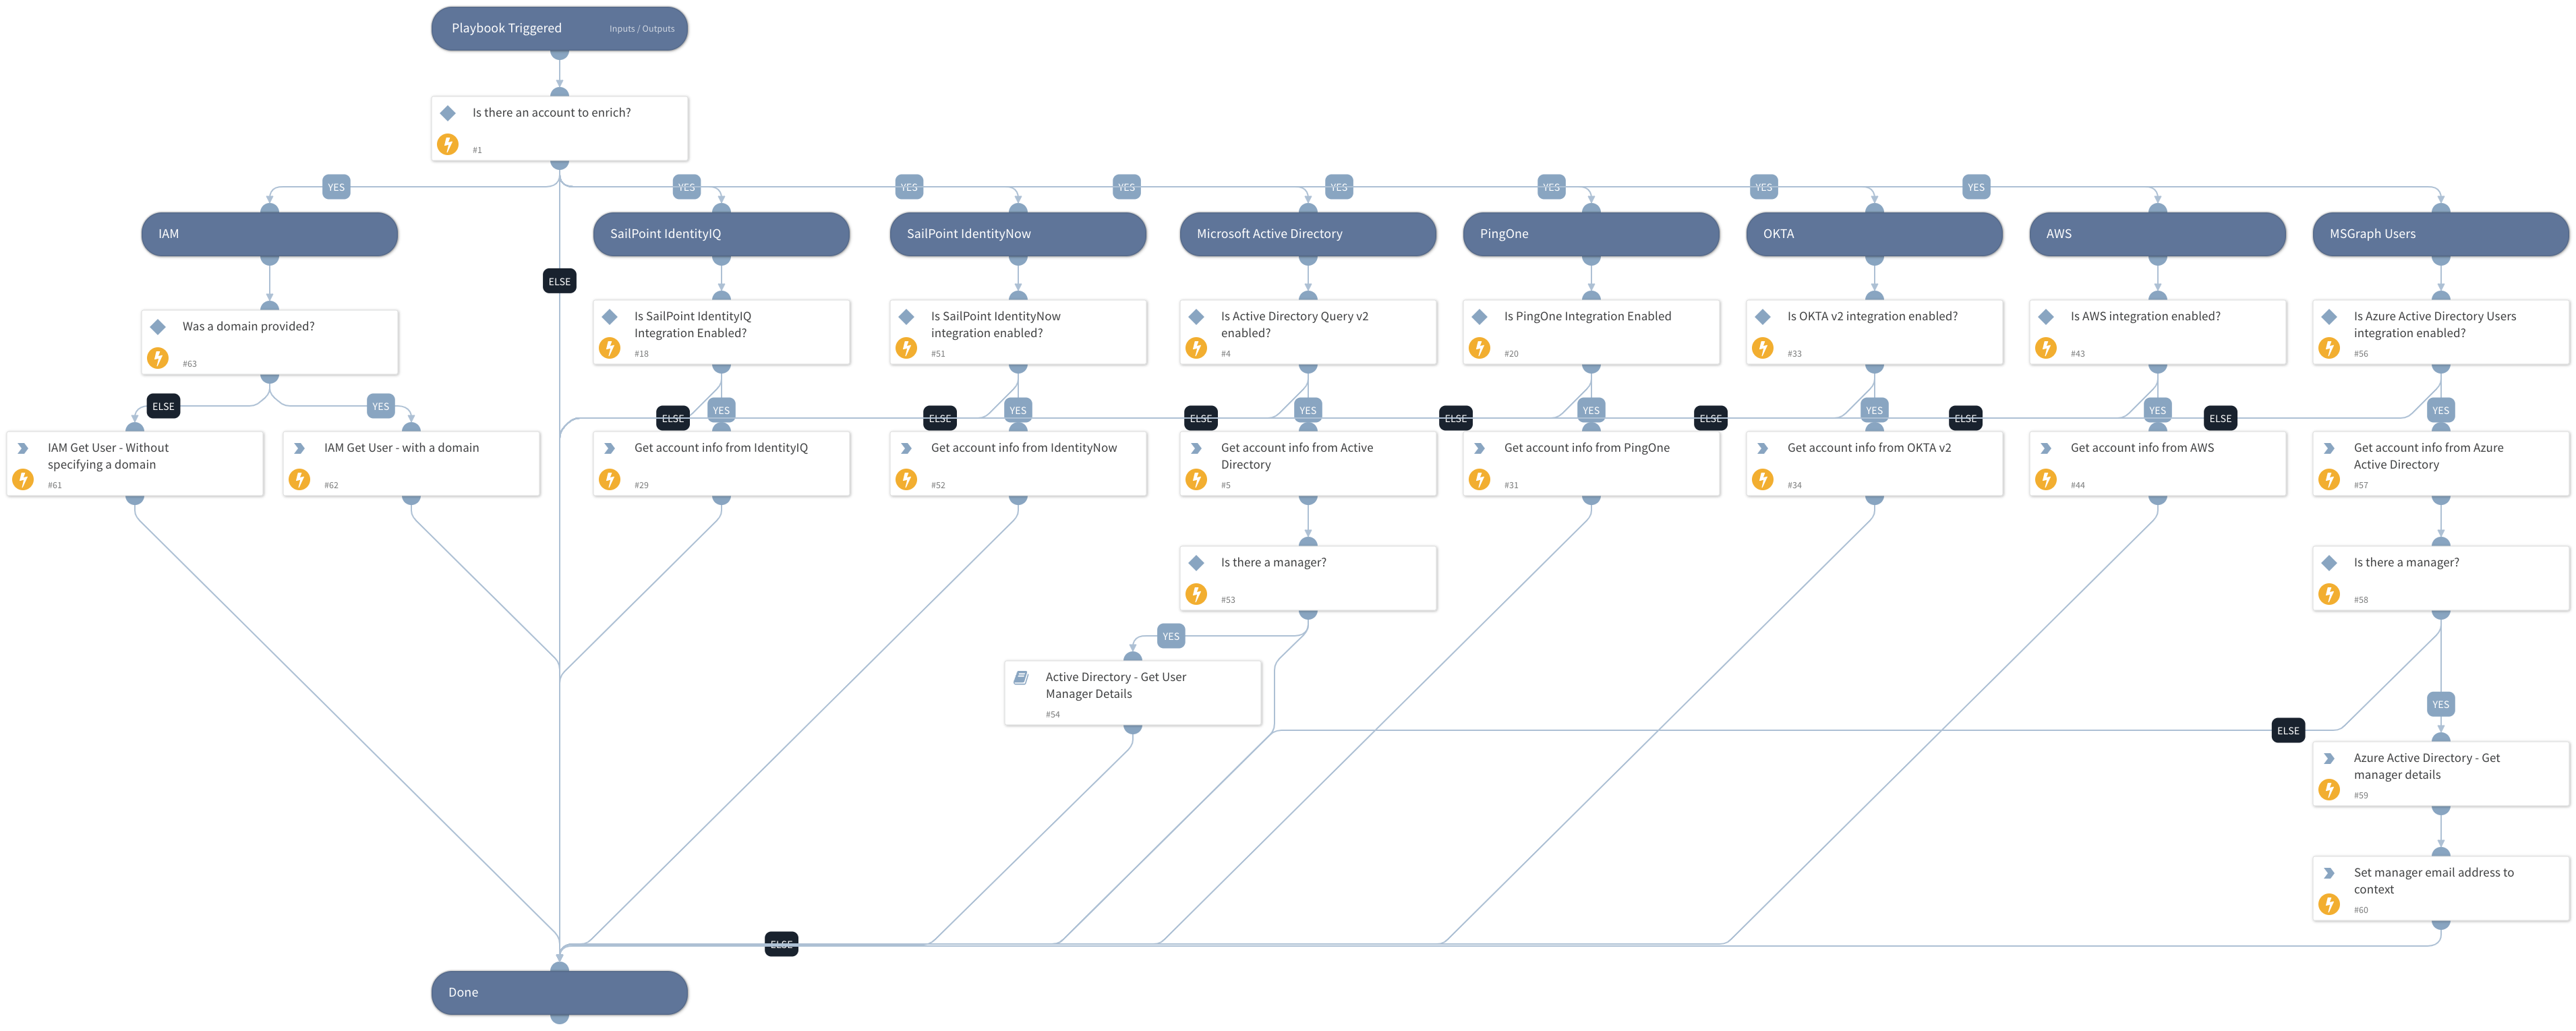 Playbook Triggered Inputs / Outputs
Is there an account to enrich?
#1
YES YES YES YES YES YES YES YES
IAM SailPoint IdentityIQ SailPoint IdentityNow Microsoft Active Directory PingOne OKTA AWS MSGraph Users
ELSE
Was a domain provided?
#63
Is SailPoint IdentityIQ
Integration Enabled?
#18
Is SailPoint IdentityNow
integration enabled?
#51
Is Active Directory Query v2
enabled?
#4
Is PingOne Integration Enabled
#20
Is OKTA v2 integration enabled?
#33
Is AWS integration enabled?
#43
Is Azure Active Directory Users
integration enabled?
#56
ELSE YES ELSE YES ELSE YES ELSE YES ELSE YES ELSE YES ELSE YES ELSE YES
IAM Get User - Without
specifying a domain
#61
IAM Get User - with a domain
#62
Get account info from IdentityIQ
#29
Get account info from IdentityNow
#52
Get account info from Active
Directory
#5
Get account info from PingOne
#31
Get account info from OKTA v2
#34
Get account info from AWS
#44
Get account info from Azure
Active Directory
#57
Is there a manager?
#53
Is there a manager?
#58
YES
Active Directory - Get User
Manager Details
#54
YES
ELSE
Azure Active Directory - Get
manager details
#59
Set manager email address to
context
#60
ELSE
Done